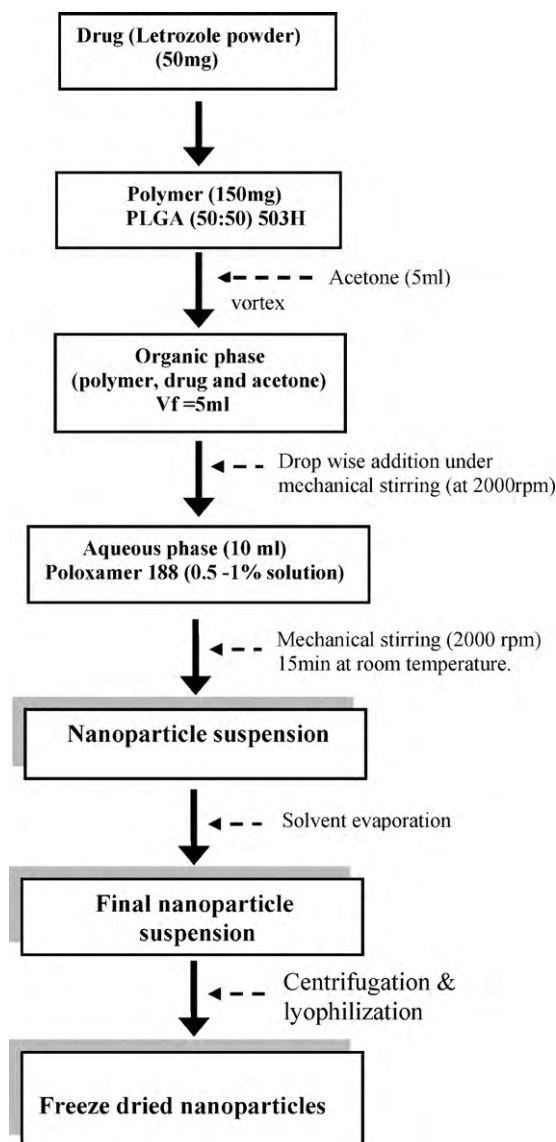 Drug (Letrozole powder)
(50mg)
Polymer (150mg)
PLGA (50:50) 503H
Acetone (5ml)
vortex
Organic phase
(polymer, drug and acetone)
Vf =5ml
Drop wise addition under
mechanical stirring (at 2000rpm)
Aqueous phase (10 ml)
Poloxamer 188 (0.5 -1% solution)
Mechanical stirring (2000 rpm)
15min at room temperature.
Nanoparticle suspension
Solvent evaporation
Final nanoparticle
suspension
Centrifugation &
lyophilization
Freeze dried nanoparticles